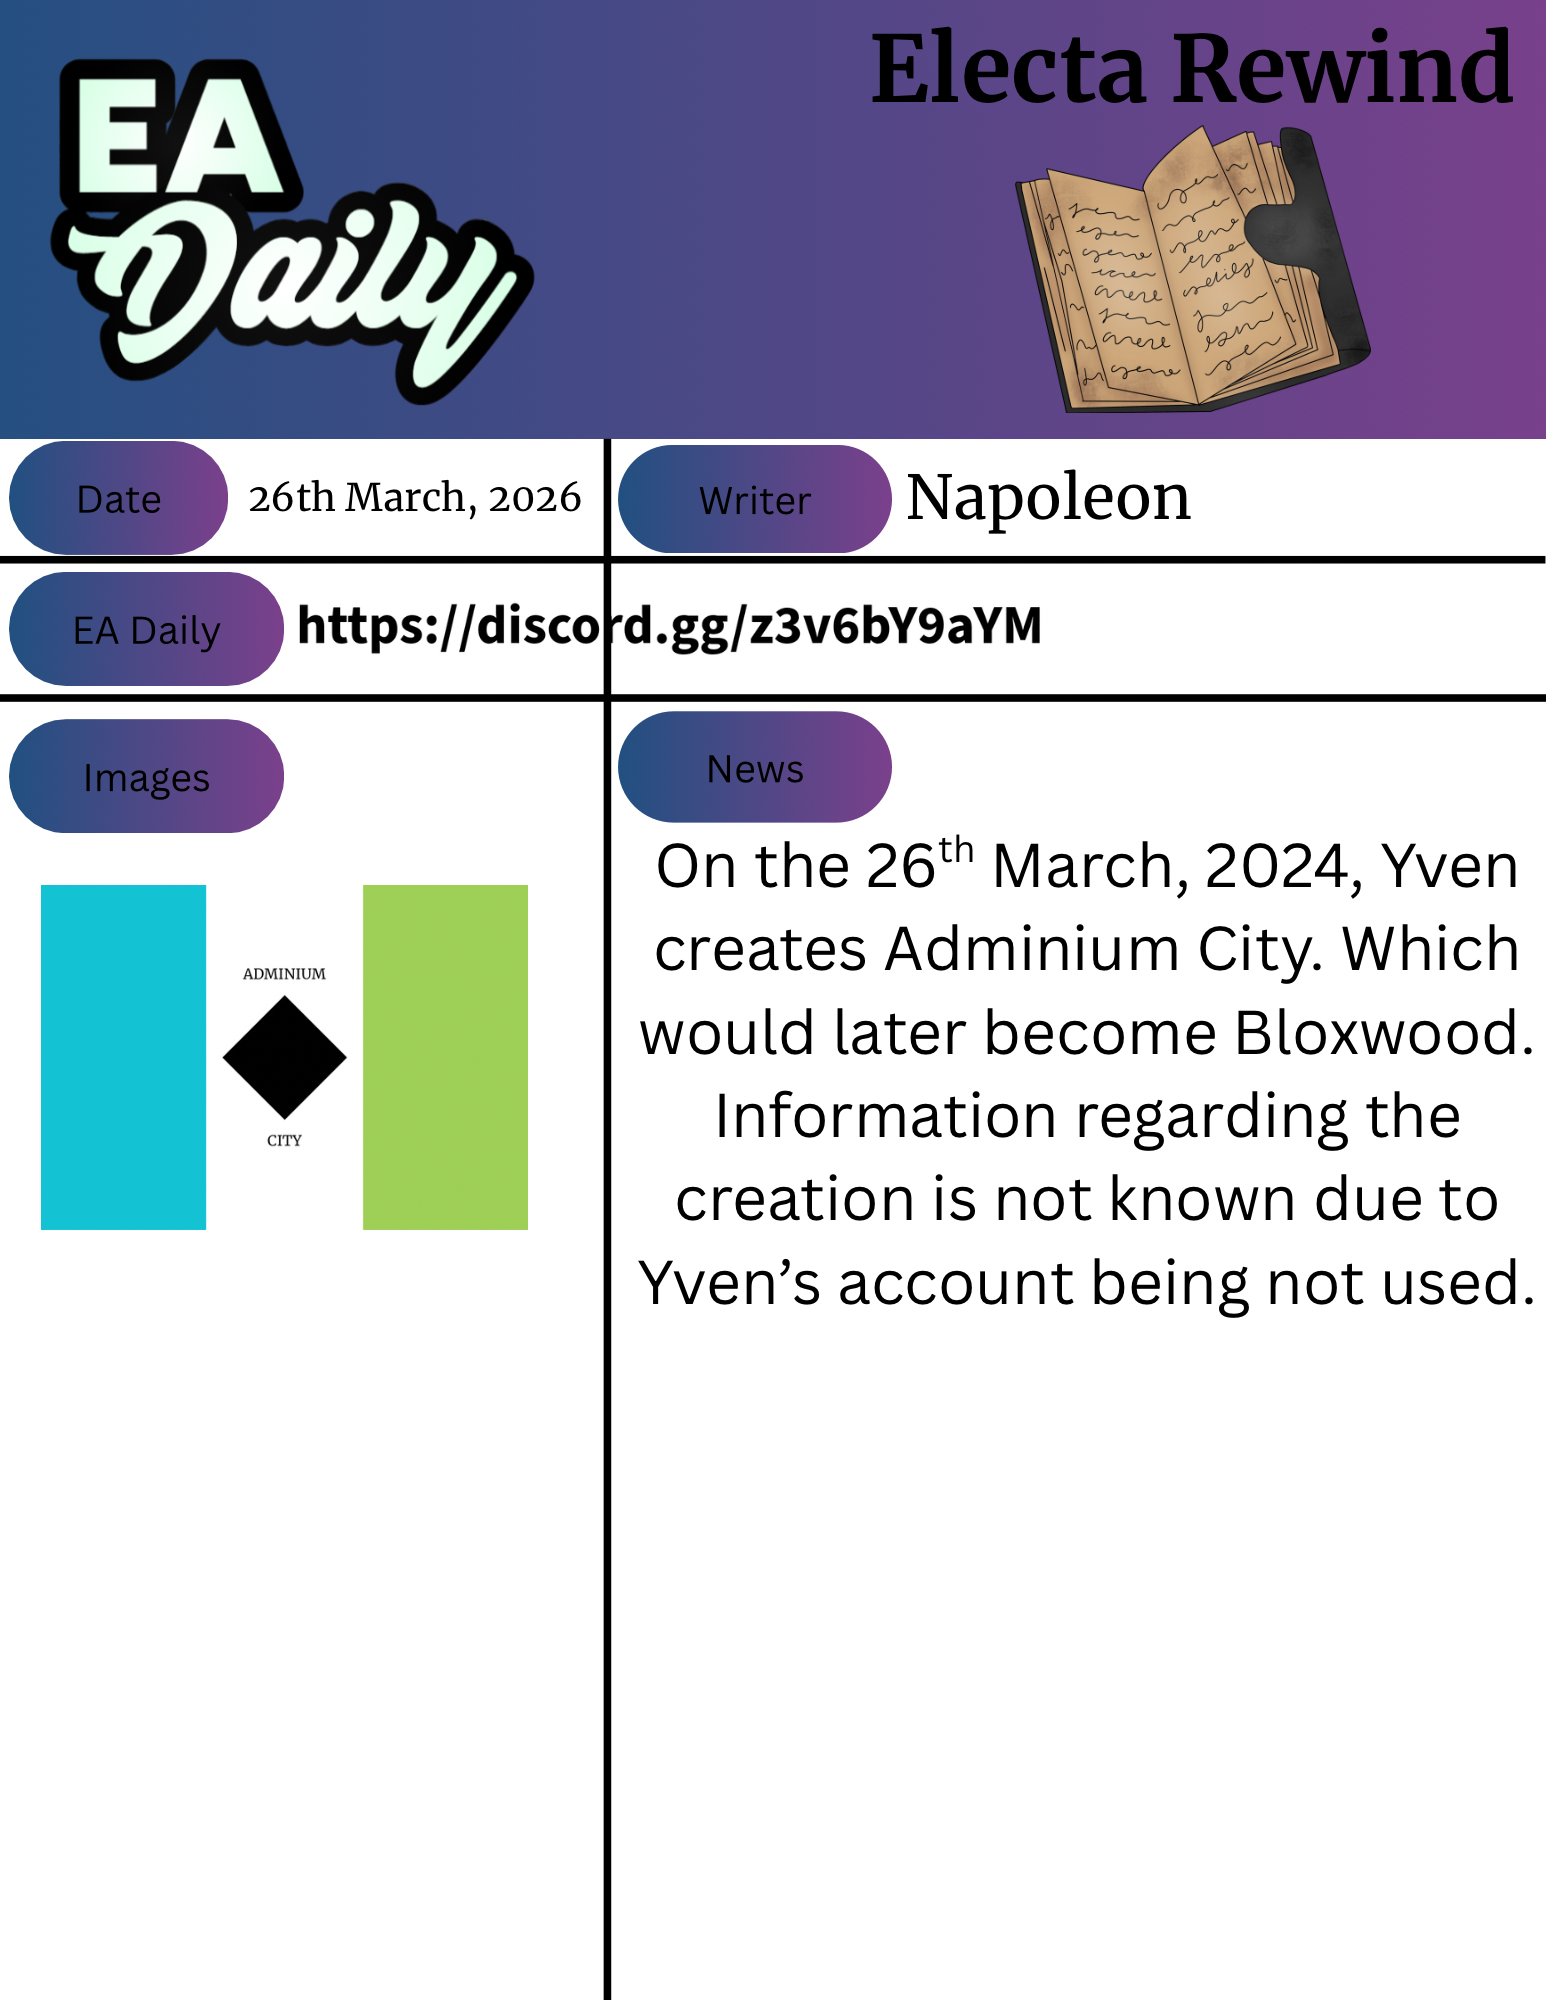 EA
Daily
Electa Rewind
Date
26th March, 2026
Writer
Napoleon
EA Daily
https://discord.gg/z3v6bY9aYM
Images
ADMINIUM
CITY
News
On the 26th March, 2024, Yven
creates Adminium City. Which
would later become Bloxwood.
Information regarding the
creation is not known due to
Yven’s account being not used.